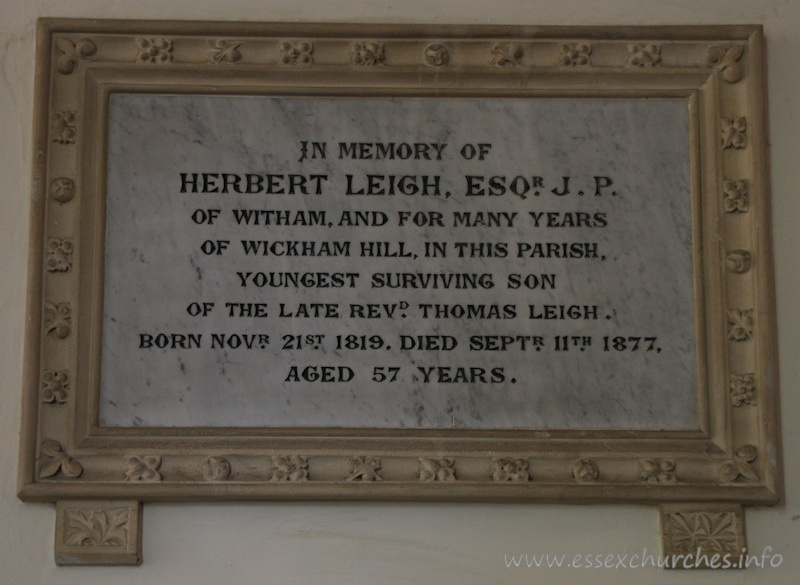 IN MEMORY OF
HERBERT LEIGH, ESQR. J. P.
OF WITHAM, AND FOR MANY YEARS
OF WICKHAM HILL, IN THIS PARISH,
YOUNGEST SURVIVING SON
OF THE LATE REVD. THOMAS LEIGH.
BORN NOVR. 21ST. 1819. DIED SEPTR. 11TH 1877,
AGED 57 YEARS.
www.essexchurches.info